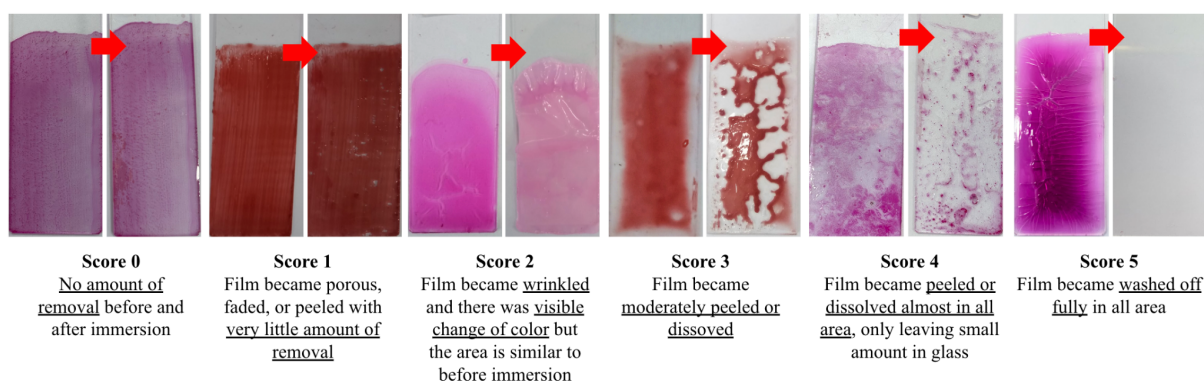 Score 0
No amount of
removal before and
after immersion
Score 1
Film became porous,
faded, or peeled with
very little amount of
removal
Score 2
Film became wrinkled
and there was visible
change of color but
the area is similar to
before immersion
Score 3
Film became
moderately peeled or
dissoved
Score 4
Film became peeled or
dissolved almost in all
area, only leaving small
amount in glass
Score 5
Film became washed off
fully in all area